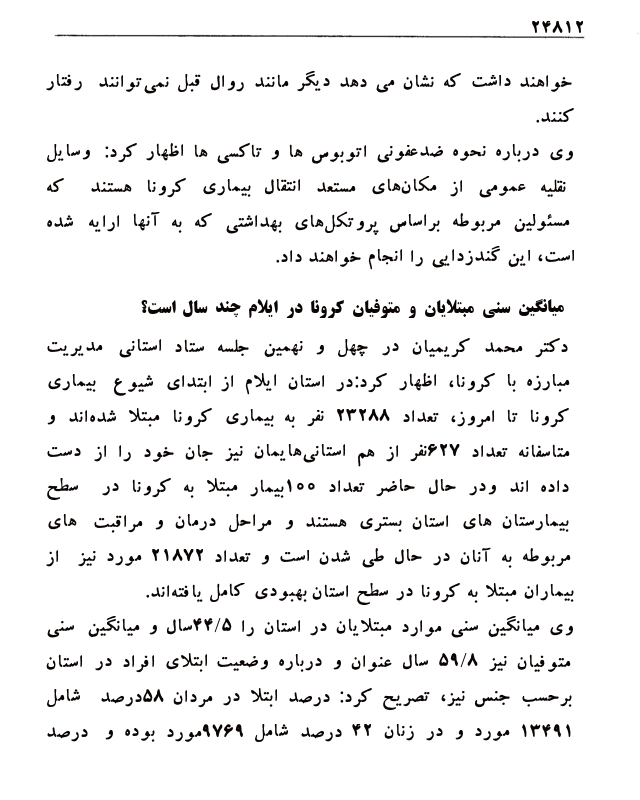 ۲۴۸۱۲
خواهند داشت که نشان می دهد دیگر مانند روال قبل نمی‌توانند رفتار
کنند.
وی درباره نحوه ضدعفونی اتوبوس ها و تاکسی ها اظهار کرد: وسایل
نقلیه عمومی از مکان‌های مستعد انتقال بیماری کرونا هستند که
مسئولین مربوطه براساس پروتکل‌های بهداشتی که به آنها ارایه شده
است، این گندزدایی را انجام خواهند داد.
میانگین سنی مبتلایان و متوفیان کرونا در ایلام چند سال است؟
دکتر محمد کریمیان در چهل و نهمین جلسه ستاد استانی مدیریت
مبارزه با کرونا، اظهار کرد:در استان ایلام از ابتدای شیوع بیماری
کرونا تا امروز، تعداد ۲۳۲۸۸ نفر به بیماری کرونا مبتلا شده‌اند و
متاسفانه تعداد ۶۲۷نفر از هم استانی‌هایمان نیز جان خود را از دست
داده اند ودر حال حاضر تعداد ۱۰۰بیمار مبتلا به کرونا در سطح
بیمارستان های استان بستری هستند و مراحل درمان و مراقبت های
مربوطه به آنان در حال طی شدن است و تعداد ۲۱۸۷۲ مورد نیز از
بیماران مبتلا به کرونا در سطح استان بهبودی کامل یافته‌اند.
وی میانگین سنی موارد مبتلایان در استان را ۴۴/۵سال و میانگین سنی
متوفیان نیز ۵۹/۸ سال عنوان و درباره وضعیت ابتلای افراد در استان
برحسب جنس نیز، تصریح کرد: درصد ابتلا در مردان ۵۸درصد شامل
۱۳۴۹۱ مورد و در زنان ۴۲ درصد شامل ۹۷۶۹مورد بوده و درصد